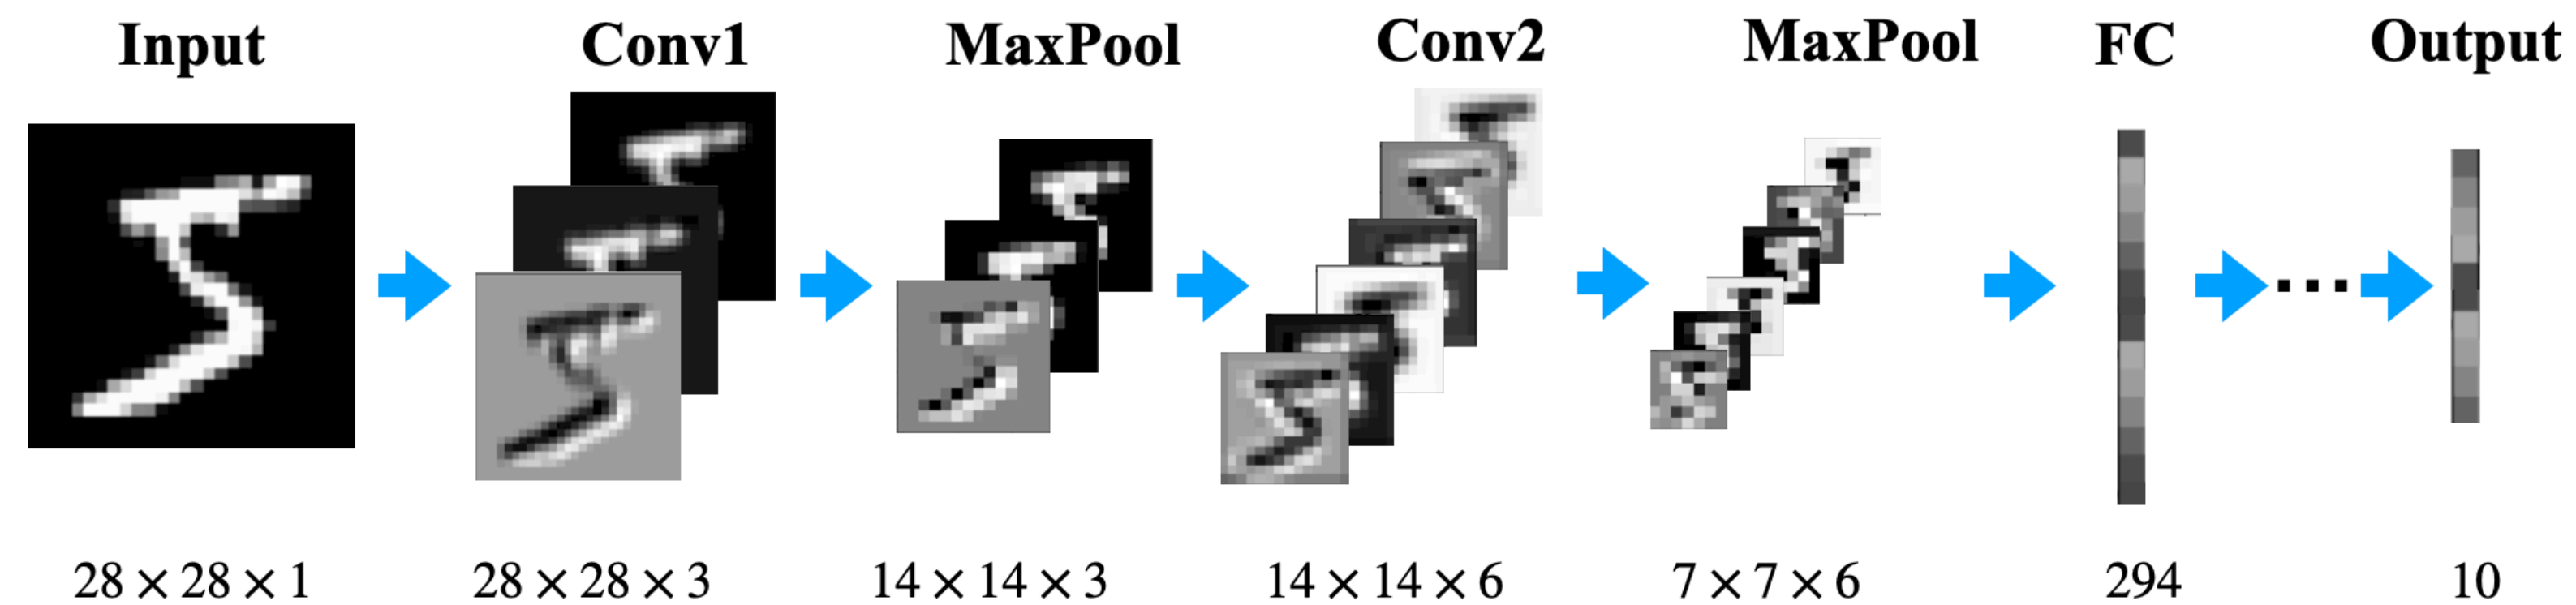 Input Conv1 MaxPool Conv2 MaxPool FC Output
...
28 × 28 × 1 28 × 28 × 3 14 × 14 × 3 14 × 14 × 6 7 × 7 × 6 294 10